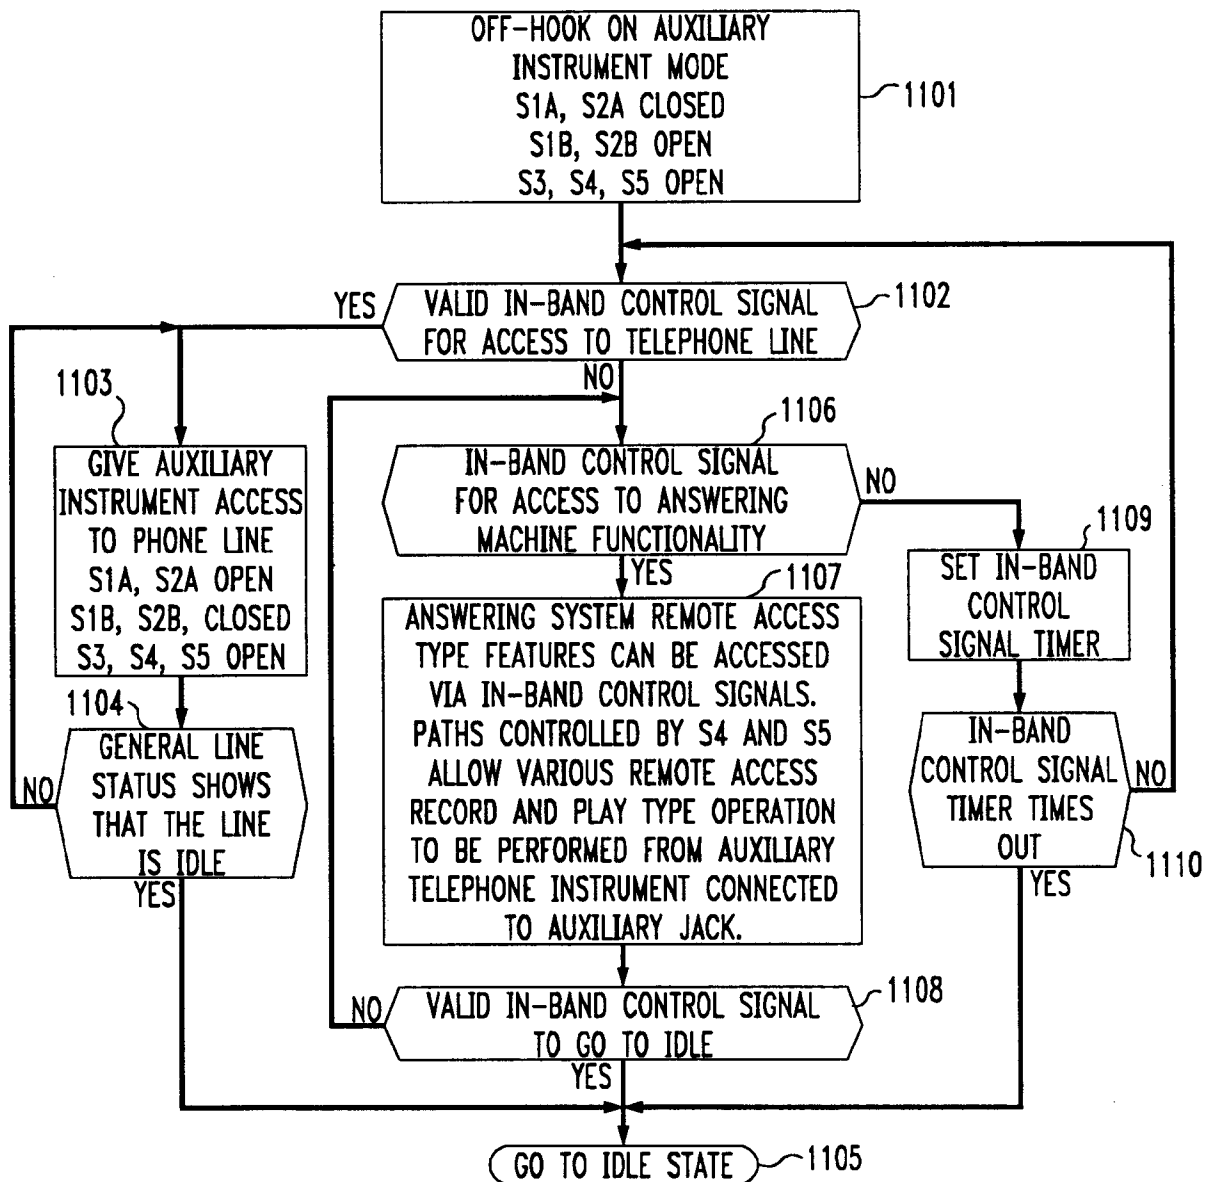 OFF-HOOK ON AUXILIARY
INSTRUMENT MODE
S1A, S2A CLOSED
S1B, S2B OPEN
S3, S4, S5 OPEN
1101
VALID IN-BAND CONTROL SIGNAL
FOR ACCESS TO TELEPHONE LINE
1102
YES
NO
1103
GIVE AUXILIARY
INSTRUMENT ACCESS
TO PHONE LINE
S1A, S2A OPEN
S1B, S2B, CLOSED
S3, S4, S5 OPEN
1104
GENERAL LINE
STATUS SHOWS
THAT THE LINE
IS IDLE
NO
YES
1106
IN-BAND CONTROL SIGNAL
FOR ACCESS TO ANSWERING
MACHINE FUNCTIONALITY
NO
YES
1107
ANSWERING SYSTEM REMOTE ACCESS
TYPE FEATURES CAN BE ACCESSED
VIA IN-BAND CONTROL SIGNALS.
PATHS CONTROLLED BY S4 AND S5
ALLOW VARIOUS REMOTE ACCESS
RECORD AND PLAY TYPE OPERATION
TO BE PERFORMED FROM AUXILIARY
TELEPHONE INSTRUMENT CONNECTED
TO AUXILIARY JACK.
1109
SET IN-BAND
CONTROL
SIGNAL TIMER
IN-BAND
CONTROL SIGNAL
TIMER TIMES
OUT
NO
1110
YES
VALID IN-BAND CONTROL SIGNAL
TO GO TO IDLE
1108
NO
YES
GO TO IDLE STATE
1105